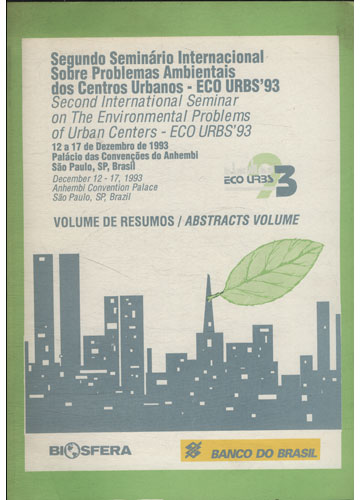 Segundo Seminário Internacional
Sobre Problemas Ambientais
dos Centros Urbanos - ECO URBS'93
Second International Seminar
on The Environmental Problems
of Urban Centers - ECO URBS'93
12 a 17 de Dezembro de 1993
Palácio das Convenções do Anhembi
São Paulo, SP, Brasil
December 12 - 17, 1993
Anhembi Convention Palace
São Paulo, SP, Brazil
ECO URBS 93
VOLUME DE RESUMOS / ABSTRACTS VOLUME
BIOSFERA
BANCO DO BRASIL